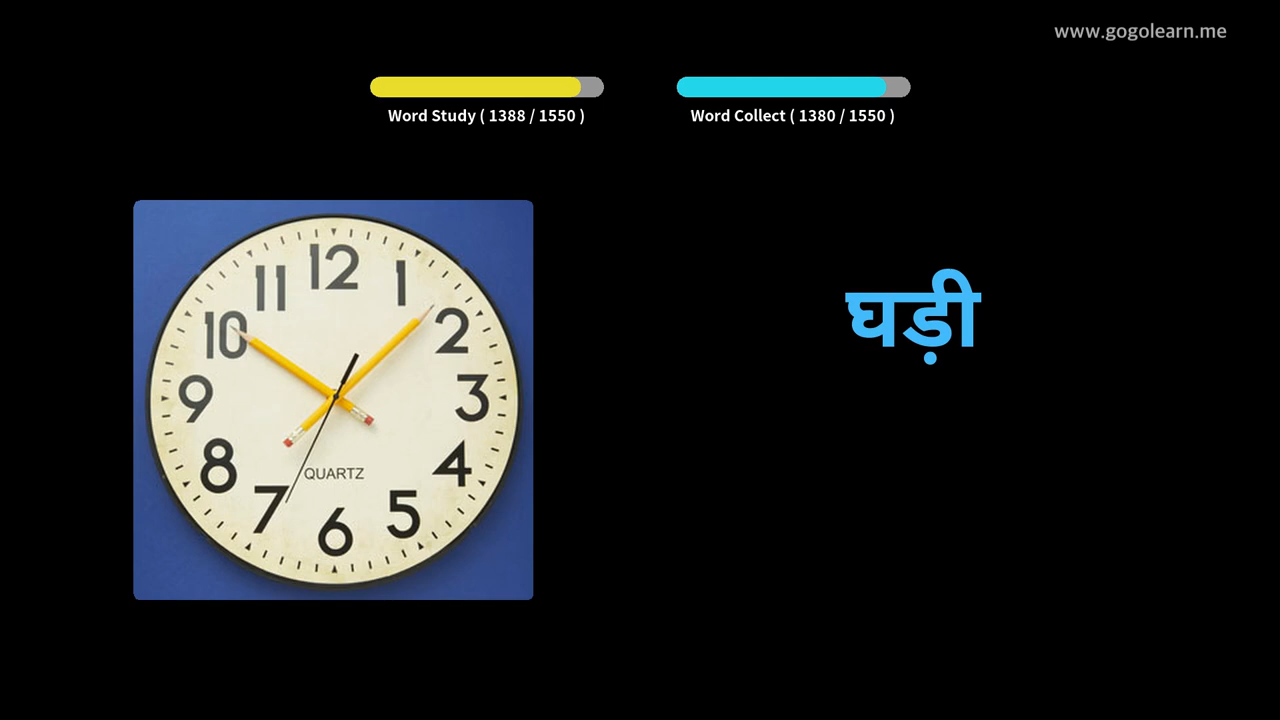 www.gogolearn.me
Word Study ( 1388 / 1550 )
Word Collect ( 1380 / 1550 )
12
11
1
10
2
9
3
8
4
QUARTZ
7
5
6
घड़ी